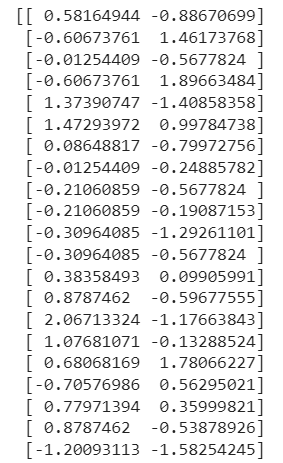 [[ 0.58164944 -0.88670699]
[-0.60673761 1.46173768]
[-0.01254409 -0.5677824 ]
[-0.60673761 1.89663484]
[ 1.37390747 -1.40858358]
[ 1.47293972 0.99784738]
[ 0.08648817 -0.79972756]
[-0.01254409 -0.24885782]
[-0.21060859 -0.5677824 ]
[-0.21060859 -0.19087153]
[-0.30964085 -1.29261101]
[-0.30964085 -0.5677824 ]
[ 0.38358493 0.09905991]
[ 0.8787462 -0.59677555]
[ 2.06713324 -1.17663843]
[ 1.07681071 -0.13288524]
[ 0.68068169 1.78066227]
[-0.70576986 0.56295021]
[ 0.77971394 0.35999821]
[ 0.8787462 -0.53878926]
[-1.20093113 -1.58254245]